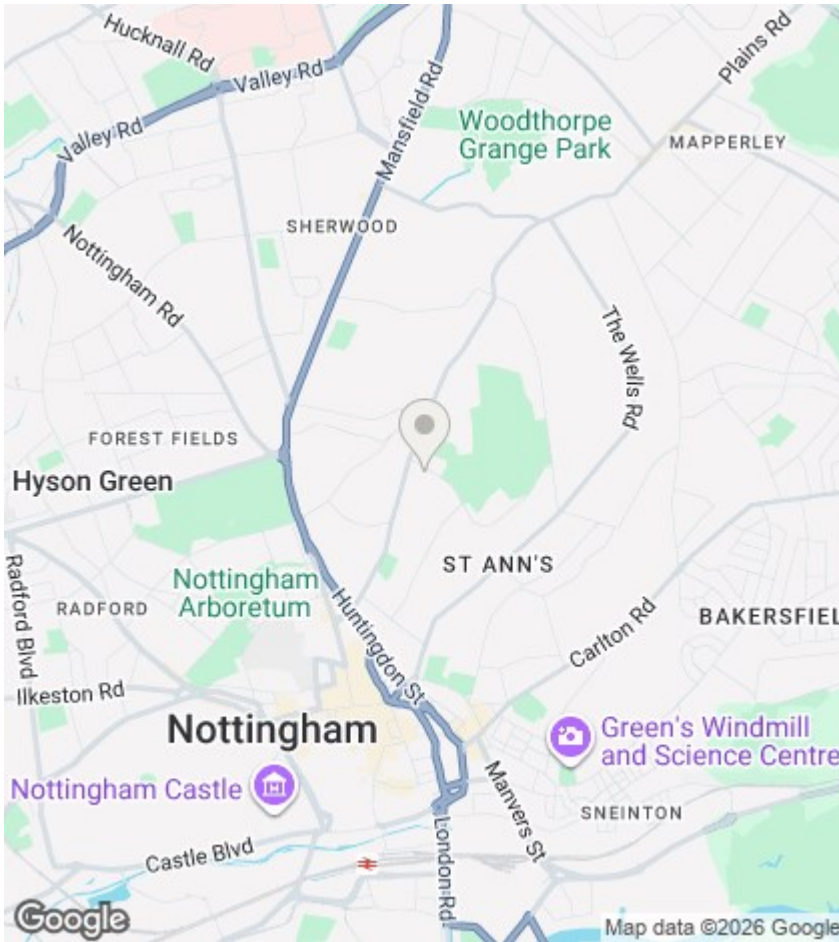 Hucknall Rd
Valley Rd
Valley Rd
Mansfield Rd
Plains Rd
Woodthorpe
Grange Park
MAPPERLEY
SHERWOOD
Nottingham Rd
The Wells Rd
FOREST FIELDS
Hyson Green
ST ANN'S
Nottingham
Arboretum
RADFORD
Radford Blvd
Huntingdon St
Carlton Rd
BAKERSFIEL
Ilkeston Rd
Nottingham
Green's Windmill
and Science Centre
Nottingham Castle
Manvers St
SNEINTON
Castle Blvd
London Rd
Google
Map data ©2026 Google